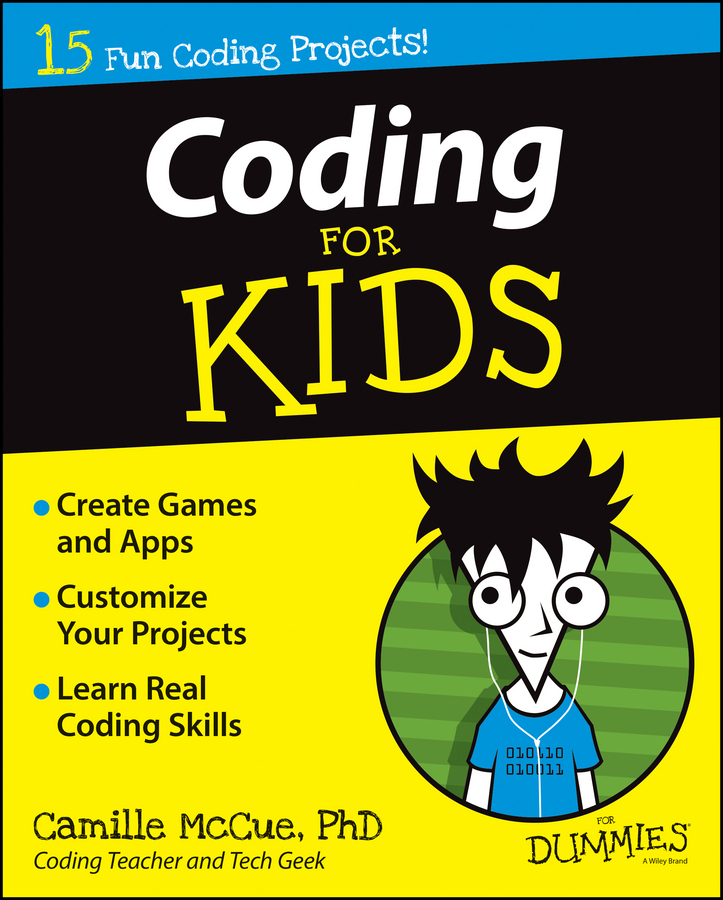 15 Fun Coding Projects!
Coding
FOR
KIDS
Create Games
and Apps
Customize
Your Projects
Learn Real
Coding Skills
010110
010011
Camille McCue, PhD
Coding Teacher and Tech Geek
FOR
DUMMIES®
A Wiley Brand